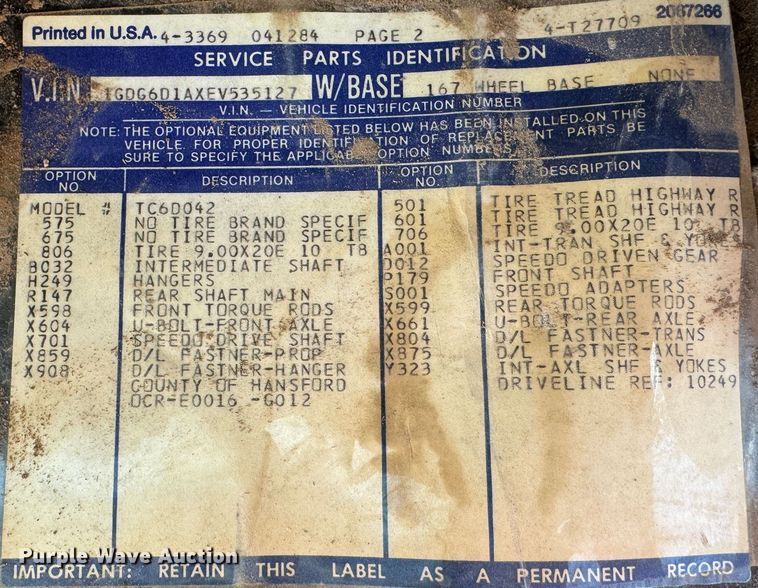 2067266
Printed in U.S.A. 4-3369 041284 PAGE 2 4-T27709
SERVICE PARTS IDENTIFICATION
V.I.N. 1GDG6D1AXEV535127 W/BASE 167 WHEEL BASE NONE
V.I.N. — VEHICLE IDENTIFICATION NUMBER
NOTE: THE OPTIONAL EQUIPMENT LISTED BELOW HAS BEEN INSTALLED ON THIS
VEHICLE. FOR PROPER IDENTIFICATION OF REPLACEMENT PARTS BE
SURE TO SPECIFY THE APPLICABLE OPTION NUMBERS.
OPTION NO. DESCRIPTION OPTION NO. DESCRIPTION
MODEL # TC6D042 501 TIRE TREAD HIGHWAY R
575 NO TIRE BRAND SPECIF 601 TIRE TREAD HIGHWAY R
675 NO TIRE BRAND SPECIF 706 TIRE 9.00X20E 10 TB
806 TIRE 9.00X20E 10 TB A001 INT-TRAN SHF & YOKE
B032 INTERMEDIATE SHAFT D012 SPEEDO DRIVEN GEAR
H249 HANGERS P179 FRONT SHAFT
R147 REAR SHAFT MAIN S001 SPEEDO ADAPTERS
X598 FRONT TORQUE RODS X599 REAR TORQUE RODS
X604 U-BOLT-FRONT AXLE X661 U-BOLT-REAR AXLE
X701 SPEEDO DRIVE SHAFT X804 D/L FASTNER-TRANS
X859 D/L FASTNER-PROP X875 D/L FASTNER-AXLE
X908 D/L FASTNER-HANGER Y323 INT-AXL SHF & YOKES
COUNTY OF HANSFORD DRIVELINE REF: 10249
OCR-E0016 -G012
Purple Wave Auction
IMPORTANT: RETAIN THIS LABEL AS A PERMANENT RECORD